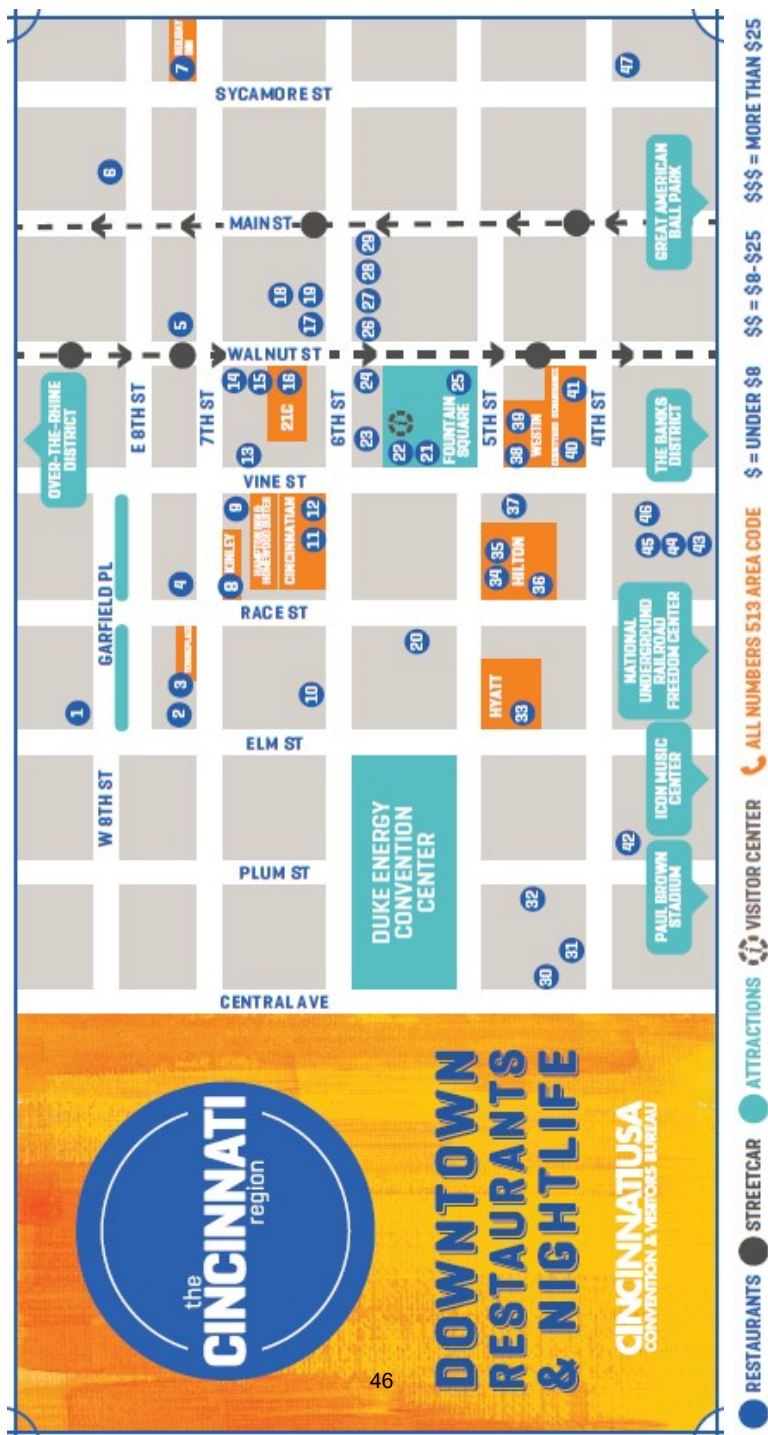 the
CINCINNATI
region
DOWNTOWN
RESTAURANTS
& NIGHTLIFE
CINCINNATIUSA
CONVENTION & VISITORS BUREAU
46
CENTRAL AVE
PLUM ST
ELM ST
RACE ST
VINE ST
WALNUT ST
MAIN ST
SYCAMORE ST
W 8TH ST
GARFIELD PL
E 8TH ST
7TH ST
6TH ST
5TH ST
4TH ST
OVER-THE-RHINE
DISTRICT
1
2
3
4
5
6
HOLIDAY
INN
7
KINLEY
8
9
HOMEWOOD SUITES
CINCINNATIAN
10
11
12
13
14
15
21C
16
17
18
19
DUKE ENERGY
CONVENTION
CENTER
20
22
21
FOUNTAIN
SQUARE
23
24
25
26
27
28
29
30
31
32
HYATT
33
34
35
HILTON
36
37
38
39
WESTIN
COURTYARD
RENAISSANCE
40
41
42
43
44
45
46
47
PAUL BROWN
STADIUM
ICON MUSIC
CENTER
NATIONAL
UNDERGROUND
RAILROAD
FREEDOM CENTER
THE BANKS
DISTRICT
GREAT AMERICAN
BALL PARK
RESTAURANTS
STREETCAR
ATTRACTIONS
i
VISITOR CENTER
ALL NUMBERS 513 AREA CODE
$ = UNDER $8
$$ = $8-$25
$$$ = MORE THAN $25